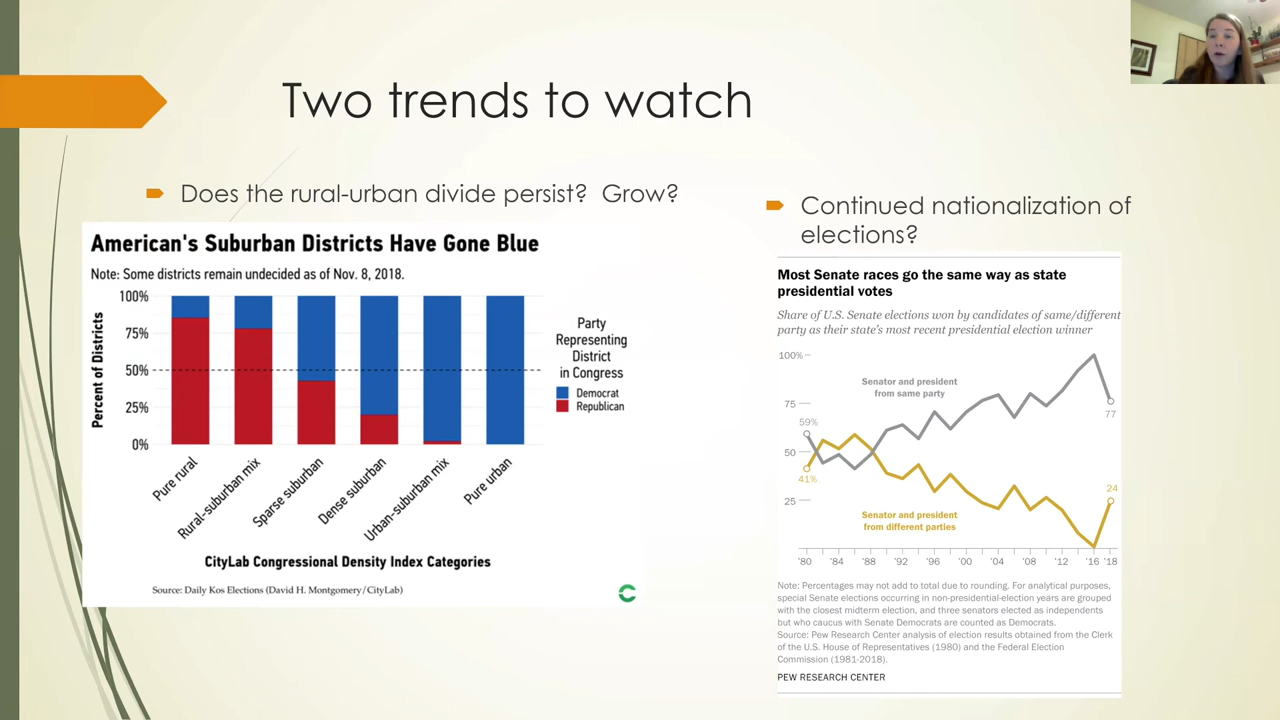 Two trends to watch
Does the rural-urban divide persist? Grow?
American's Suburban Districts Have Gone Blue
Note: Some districts remain undecided as of Nov. 8, 2018.
100%
75%
50%
25%
0%
Percent of Districts
Pure rural
Rural-suburban mix
Sparse suburban
Dense suburban
Urban-suburban mix
Pure urban
CityLab Congressional Density Index Categories
Party
Representing
District
in Congress
Democrat
Republican
Source: Daily Kos Elections (David H. Montgomery/CityLab)
Continued nationalization of
elections?
Most Senate races go the same way as state
presidential votes
Share of U.S. Senate elections won by candidates of same/different
party as their state's most recent presidential election winner
100%
75
50
25
59%
41%
Senator and president
from same party
77
24
Senator and president
from different parties
'80 '84 '88 '92 '96 '00 '04 '08 '12 '16 '18
Note: Percentages may not add to total due to rounding. For analytical purposes,
special Senate elections occurring in non-presidential-election years are grouped
with the closest midterm election, and three senators elected as independents
but who caucus with Senate Democrats are counted as Democrats.
Source: Pew Research Center analysis of election results obtained from the Clerk
of the U.S. House of Representatives (1980) and the Federal Election
Commission (1981-2018).
PEW RESEARCH CENTER